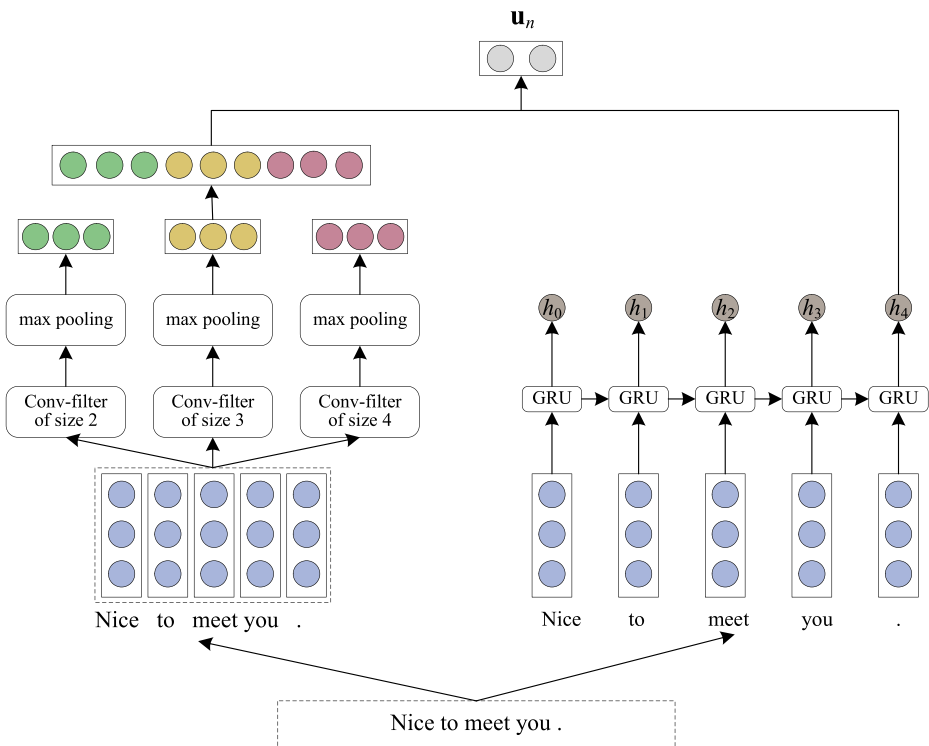 u_n
max pooling
max pooling
max pooling
h_0 h_1 h_2 h_3 h_4
Conv-filter
of size 2
Conv-filter
of size 3
Conv-filter
of size 4
GRU GRU GRU GRU GRU
Nice to meet you .
Nice to meet you .
Nice to meet you .